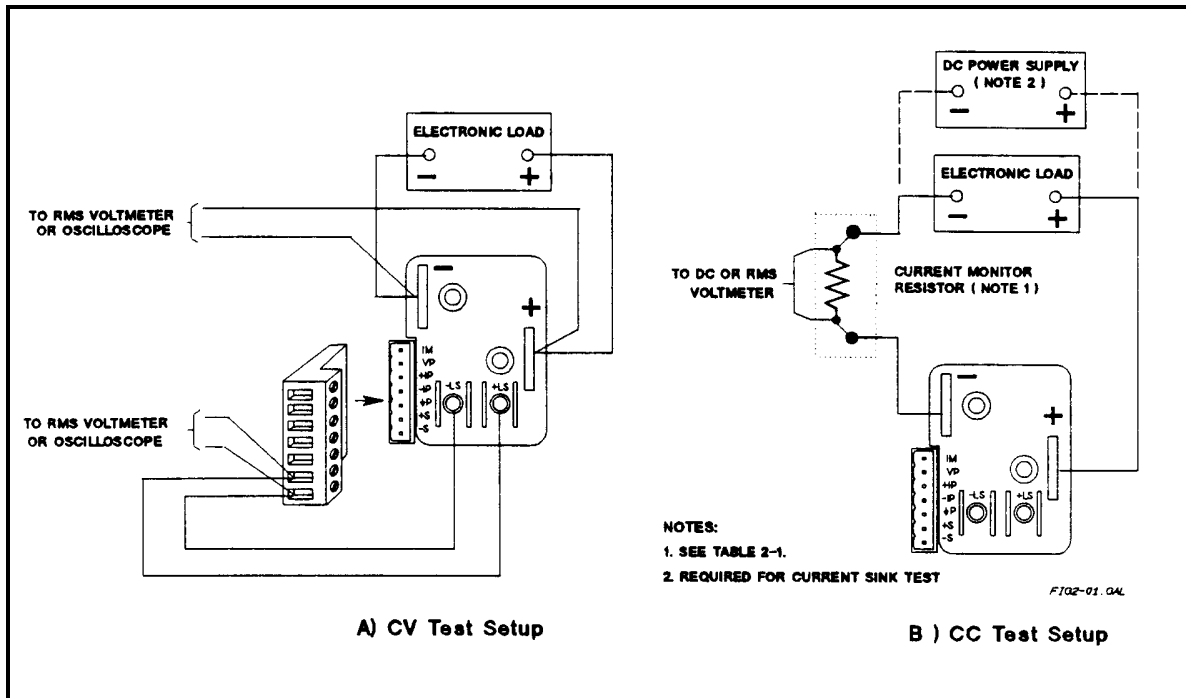 ELECTRONIC LOAD
− +
TO RMS VOLTMETER
OR OSCILLOSCOPE
−
+
IM
VP
+IP
-IP
+P
+S
-S
-LS +LS
TO RMS VOLTMETER
OR OSCILLOSCOPE
A) CV Test Setup
DC POWER SUPPLY
( NOTE 2 )
− +
ELECTRONIC LOAD
− +
TO DC OR RMS
VOLTMETER
CURRENT MONITOR
RESISTOR ( NOTE 1 )
−
+
IM
VP
+IP
-IP
+P
+S
-S
-LS +LS
NOTES:
1. SEE TABLE 2-1.
2. REQUIRED FOR CURRENT SINK TEST
FIG2-01.GAL
B ) CC Test Setup